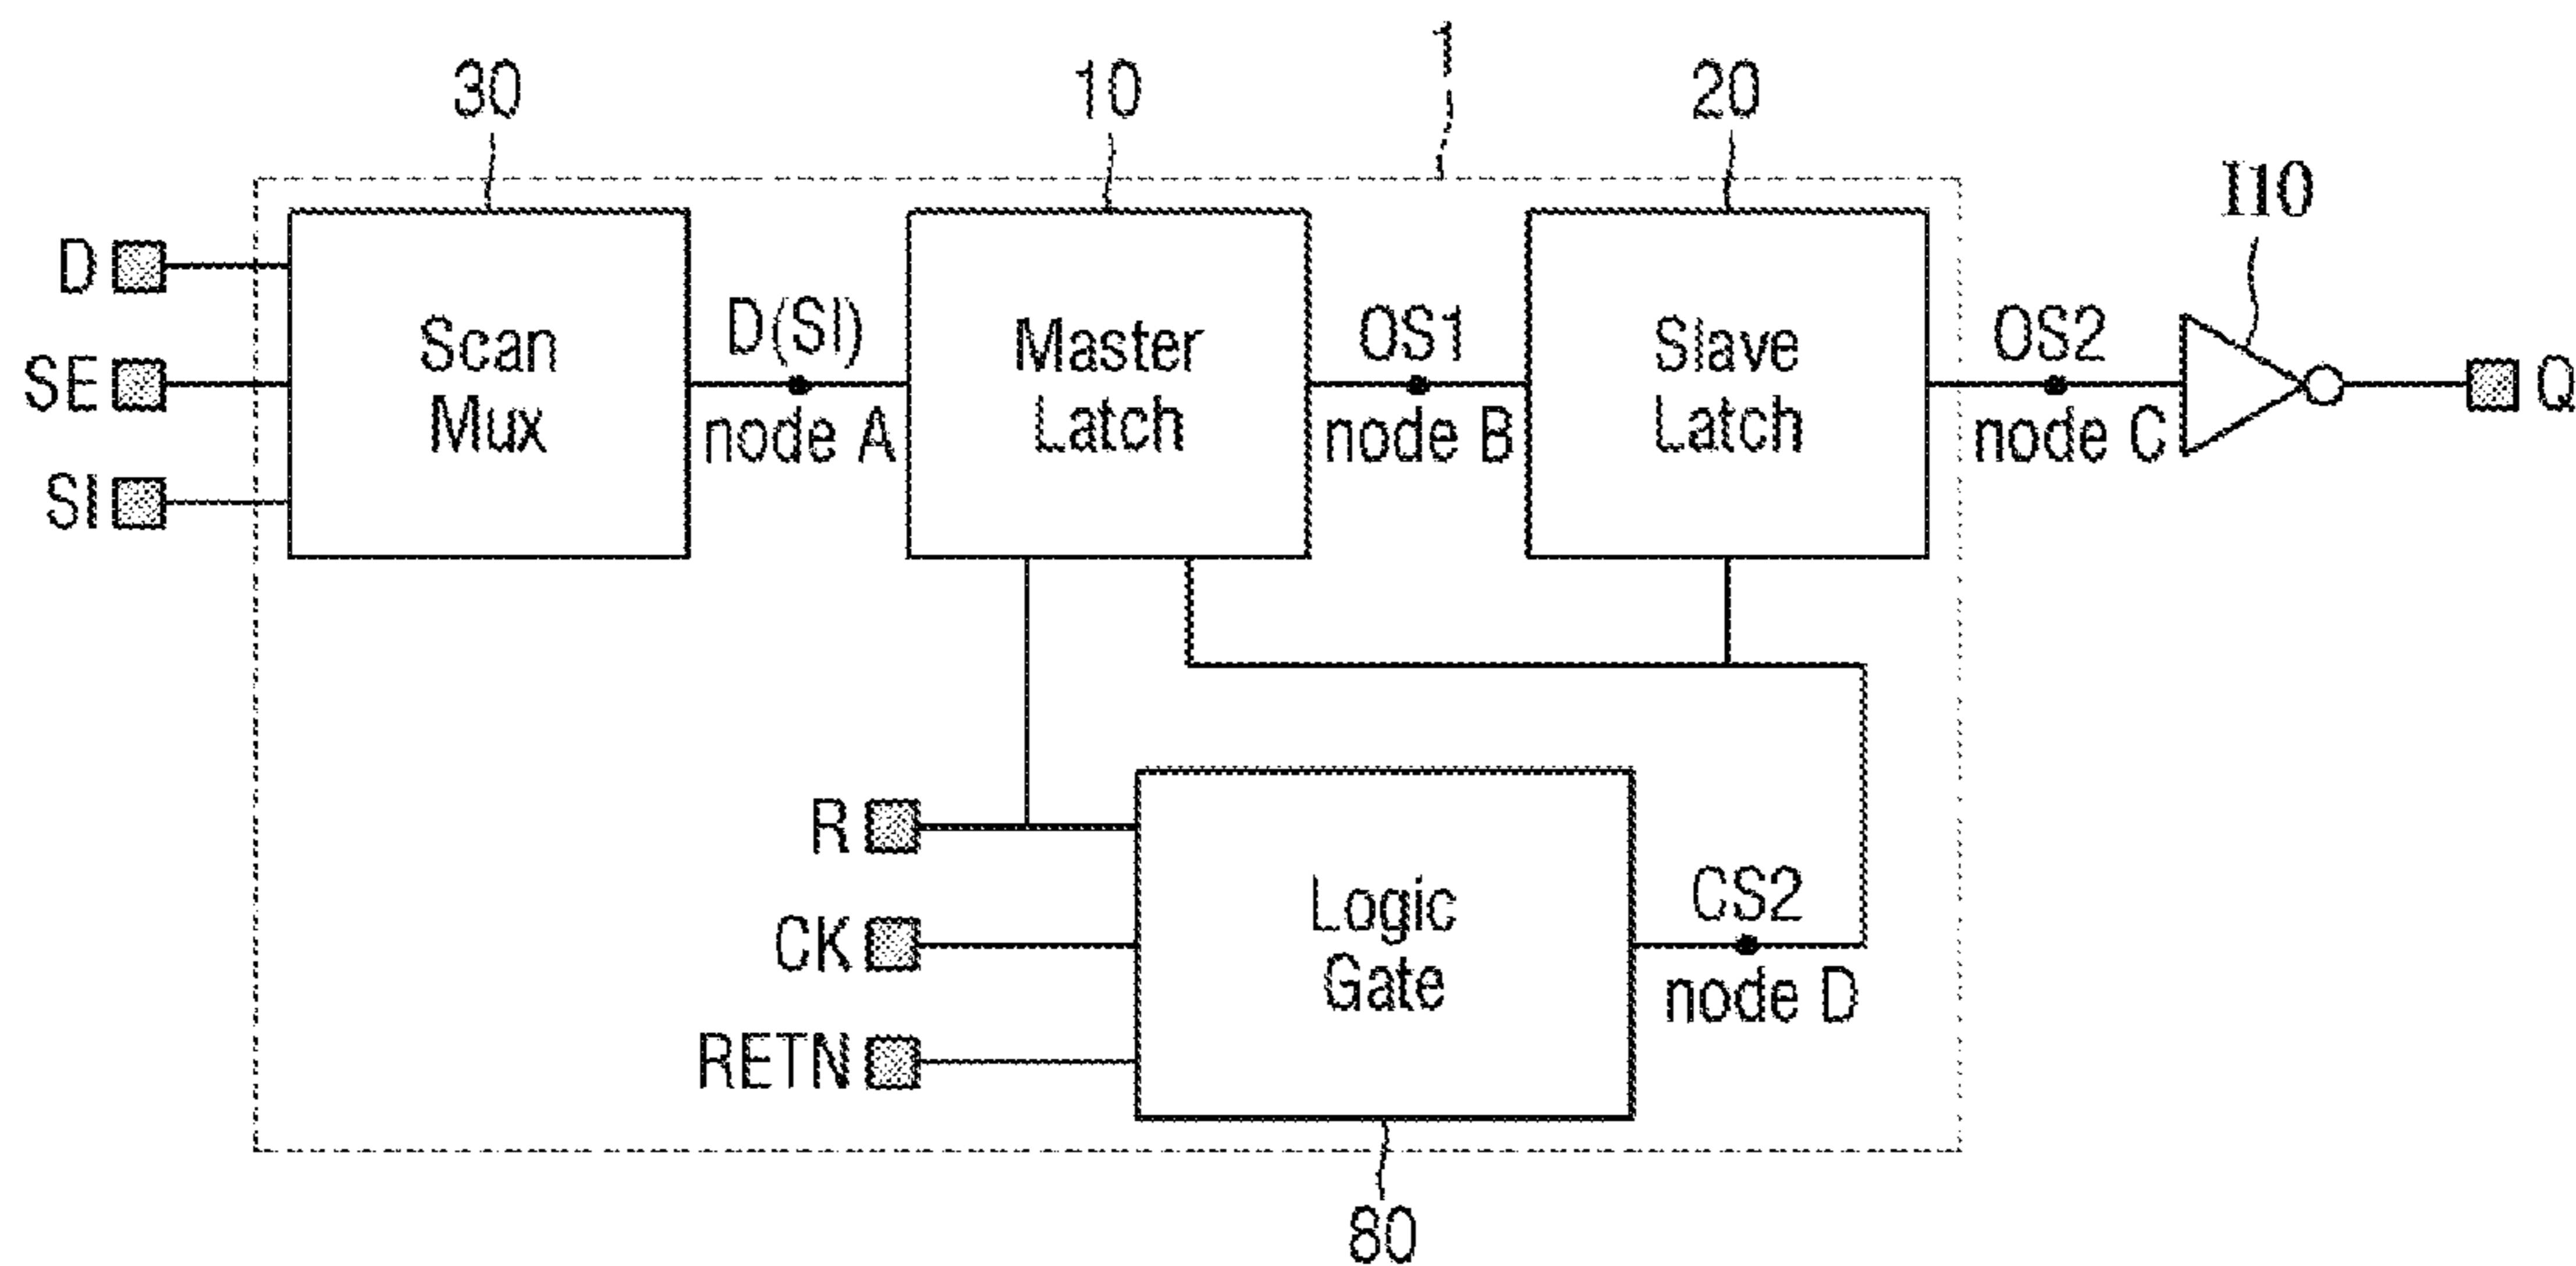 1
30
10
20
I10
D
SE
SI
Scan
Mux
D(SI)
node A
Master
Latch
OS1
node B
Slave
Latch
OS2
node C
Q
R
CK
RETN
Logic
Gate
CS2
node D
80